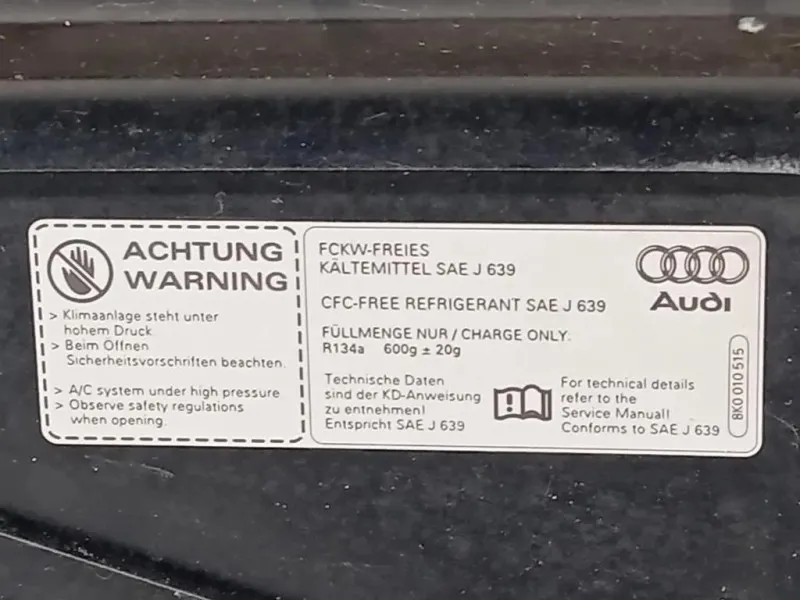 ACHTUNG
WARNING
> Klimaanlage steht unter
hohem Druck
> Beim Öffnen
Sicherheitsvorschriften beachten.
> A/C system under high pressure
> Observe safety regulations
when opening.
FCKW-FREIES
KÄLTEMITTEL SAE J 639
CFC-FREE REFRIGERANT SAE J 639
FÜLLMENGE NUR / CHARGE ONLY:
R134a 600g ± 20g
Technische Daten
sind der KD-Anweisung
zu entnehmen!
Entspricht SAE J 639
For technical details
refer to the
Service Manual!
Conforms to SAE J 639
Audi
8K0 010 515